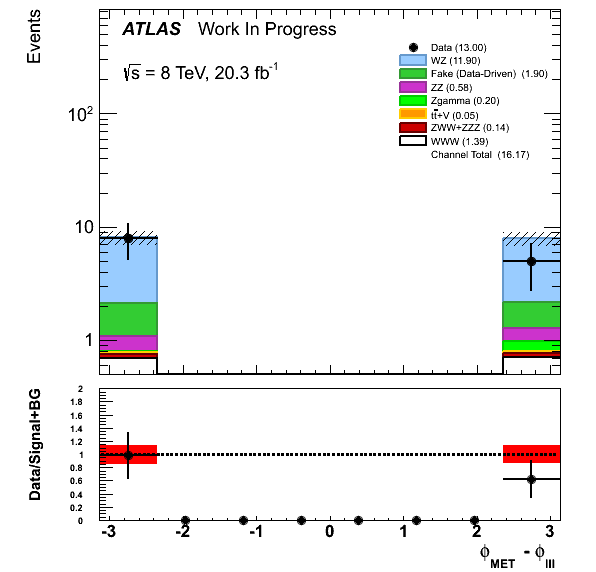 Events
ATLAS Work In Progress
√s = 8 TeV, 20.3 fb⁻¹
Data (13.00)
WZ (11.90)
Fake (Data-Driven) (1.90)
ZZ (0.58)
Zgamma (0.20)
tt̄+V (0.05)
ZWW+ZZZ (0.14)
WWW (1.39)
Channel Total (16.17)
10²
10
1
Data/Signal+BG
2
1.8
1.6
1.4
1.2
1
0.8
0.6
0.4
0.2
0
-3 -2 -1 0 1 2 3
ϕMET - ϕlll